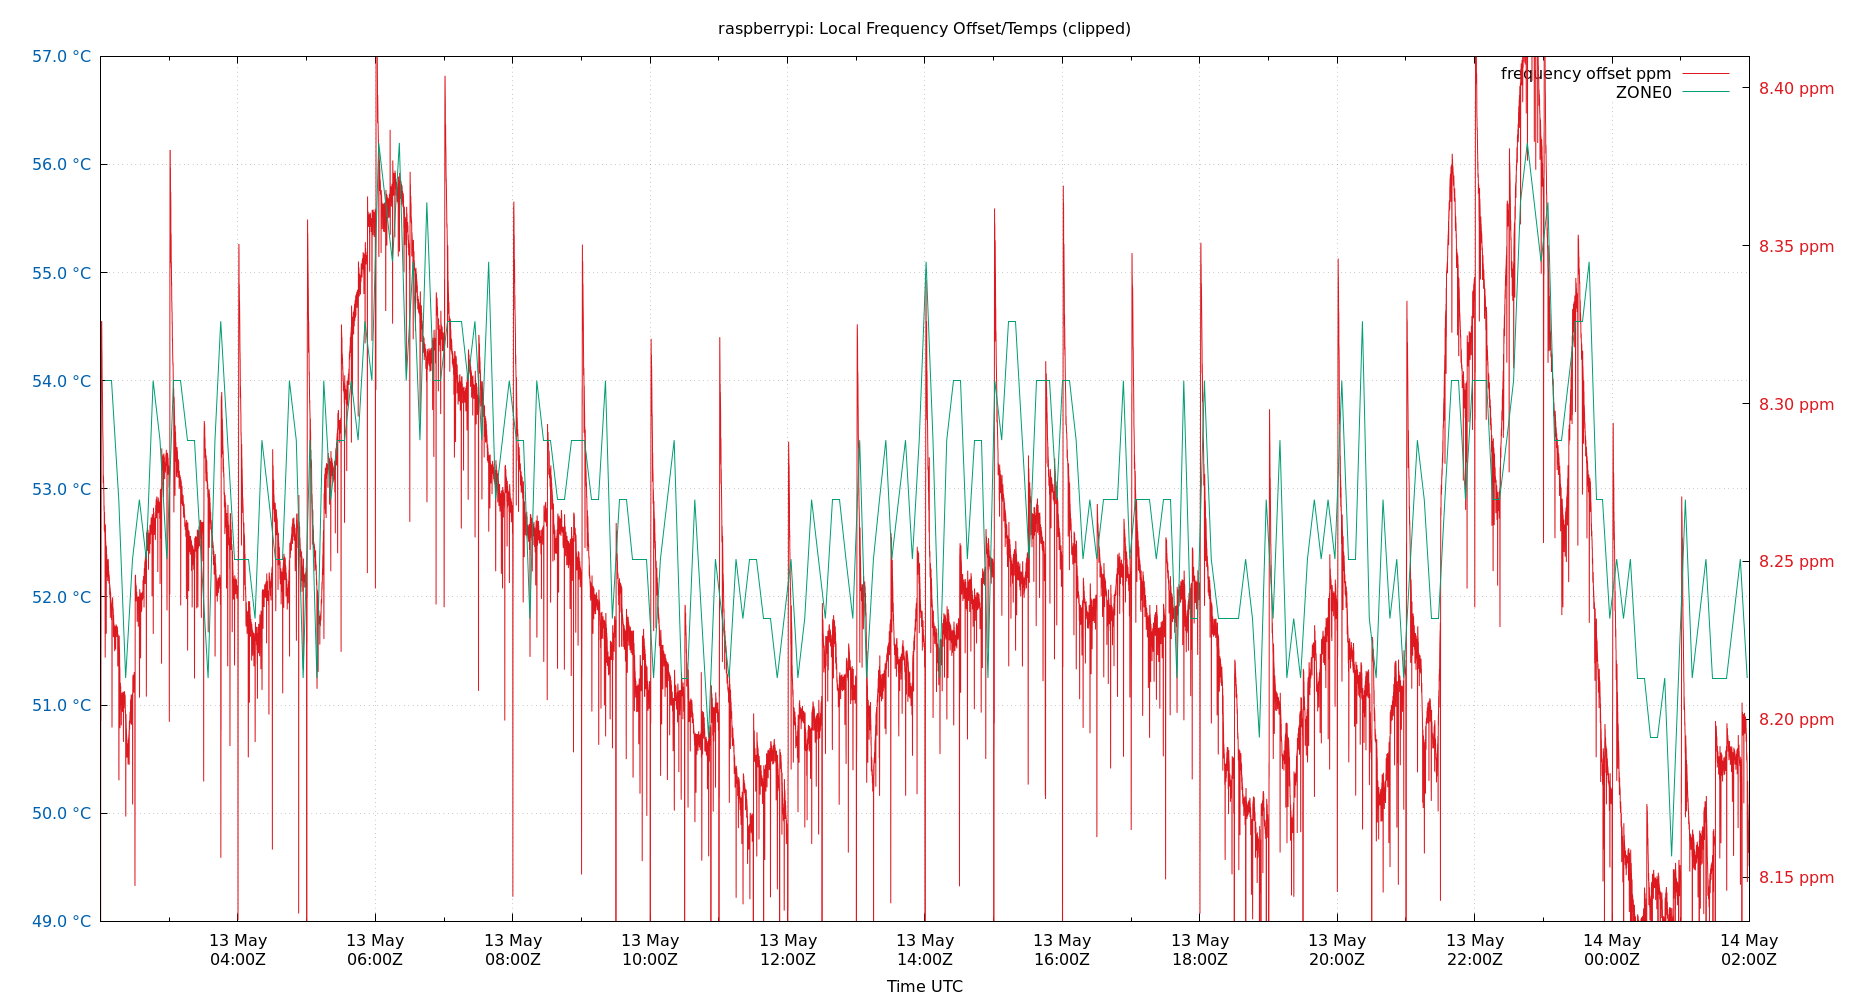 raspberrypi: Local Frequency Offset/Temps (clipped)
57.0 °C
56.0 °C
55.0 °C
54.0 °C
53.0 °C
52.0 °C
51.0 °C
50.0 °C
49.0 °C
frequency offset ppm
ZONE0
8.40 ppm
8.35 ppm
8.30 ppm
8.25 ppm
8.20 ppm
8.15 ppm
13 May 13 May 13 May 13 May 13 May 13 May 13 May 13 May 13 May 13 May 14 May 14 May
04:00Z 06:00Z 08:00Z 10:00Z 12:00Z 14:00Z 16:00Z 18:00Z 20:00Z 22:00Z 00:00Z 02:00Z
Time UTC